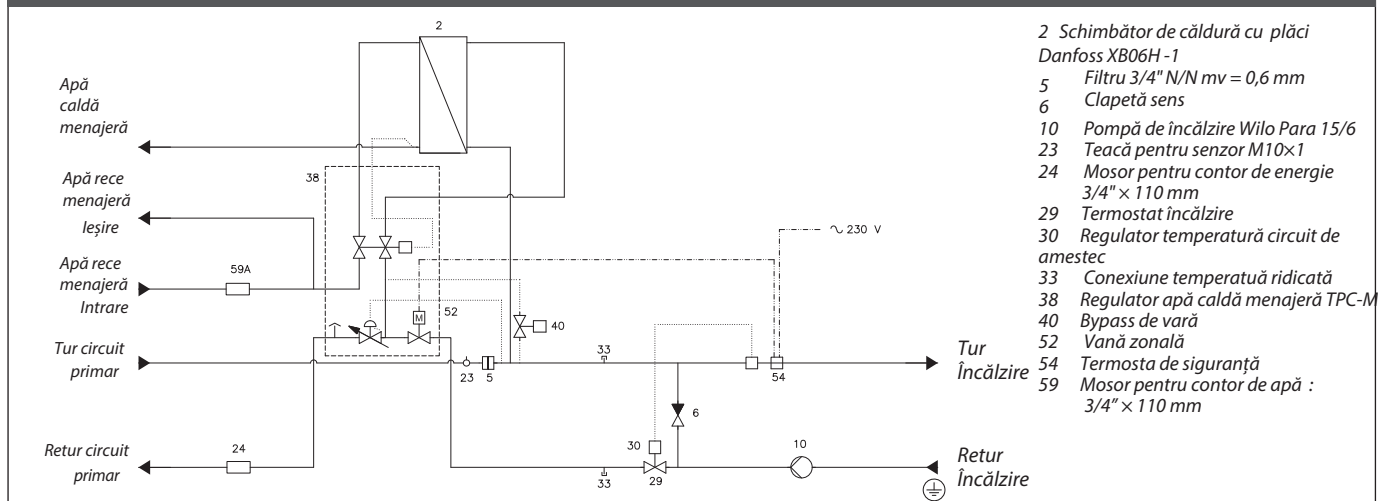 2
Apă
caldă
menajeră
38
Apă rece
menajeră
Ieșire
230 V
Apă rece
menajeră
Intrare
59A
52
M
40
Tur circuit
primar
23
5
33
54
Tur
Încălzire
6
Retur circuit
primar
24
30
33
29
10
Retur
Încălzire
2 Schimbător de căldură cu plăci
Danfoss XB06H -1
5 Filtru 3/4" N/N mv = 0,6 mm
6 Clapetă sens
10 Pompă de încălzire Wilo Para 15/6
23 Teacă pentru senzor M10×1
24 Mosor pentru contor de energie
3/4" × 110 mm
29 Termostat încălzire
30 Regulator temperatură circuit de
amestec
33 Conexiune temperatuă ridicată
38 Regulator apă caldă menajeră TPC-M
40 Bypass de vară
52 Vană zonală
54 Termosta de siguranță
59 Mosor pentru contor de apă :
3/4" × 110 mm